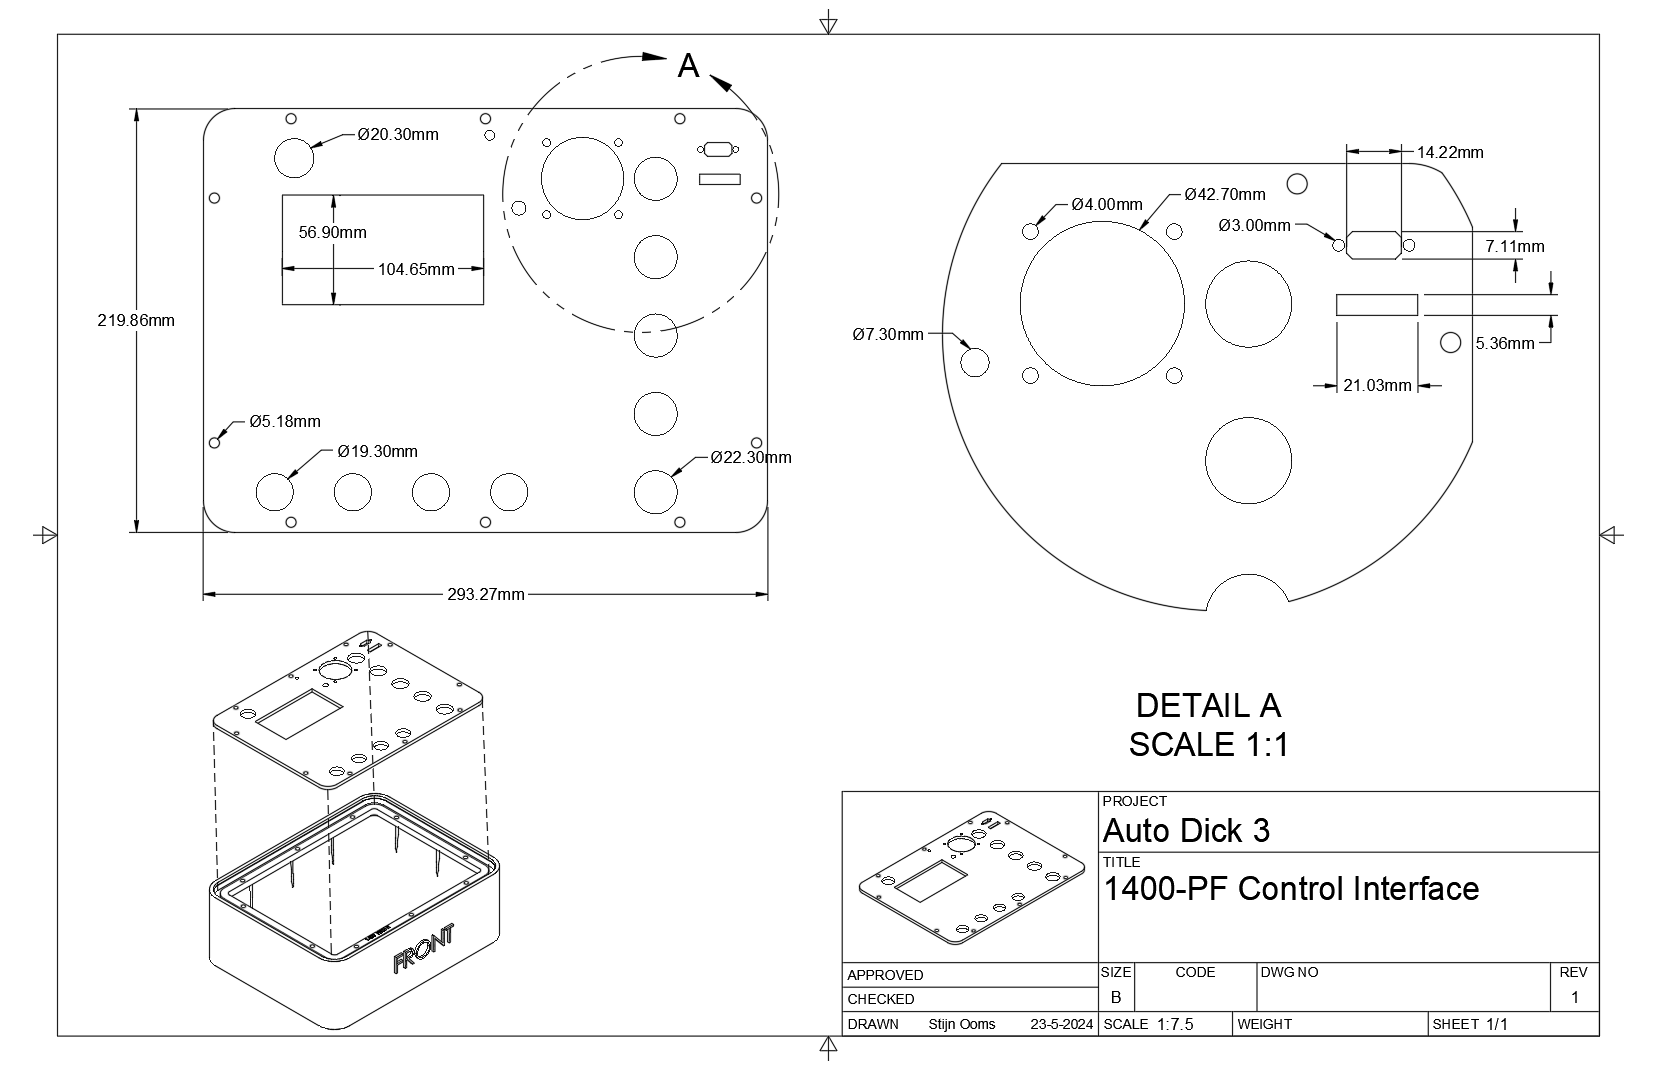 A
Ø20.30mm
56.90mm
104.65mm
219.86mm
Ø5.18mm
Ø19.30mm
Ø22.30mm
293.27mm
14.22mm
Ø42.70mm
Ø4.00mm
Ø3.00mm
7.11mm
Ø7.30mm
5.36mm
21.03mm
DETAIL A
SCALE 1:1
FRONT
PROJECT
Auto Dick 3
TITLE
1400-PF Control Interface
APPROVED
CHECKED
DRAWN Stijn Ooms 23-5-2024
SIZE CODE DWG NO REV
B 1
SCALE 1:7.5 WEIGHT SHEET 1/1